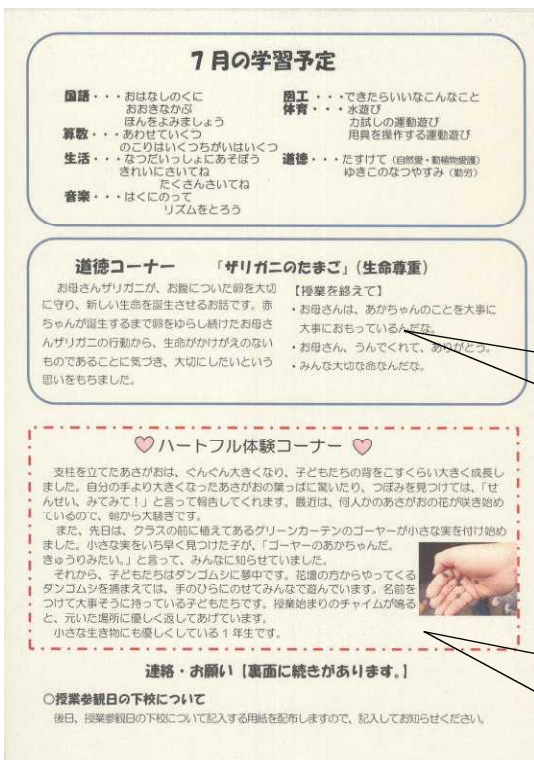 7月の学習予定
国語・・・おはなしのくに
おおきなかぶ
ほんをよみましょう
算数・・・あわせていくつ
のこりはいくつちがいはいくつ
生活・・・なつだいっしょにあそぼう
きれいにさいてね
たくさんさいてね
音楽・・・はくにのって
リズムをとろう
図工・・・できたらいいなこんなこと
体育・・・水遊び
力試しの運動遊び
用具を操作する運動遊び
道徳・・・たすけて（自然愛・動植物愛護）
ゆきこのなつやすみ（勤労）
道徳コーナー 「ザリガニのたまご」（生命尊重）
お母さんザリガニが、お腹についた卵を大切
に守り、新しい生命を誕生させるお話です。赤
ちゃんが誕生するまで卵をゆらし続けたお母さ
んザリガニの行動から、生命がかけがえのない
ものであることに気づき、大切にしたいという
思いをもちました。
【授業を終えて】
・お母さんは、あかちゃんのことを大事に
大事におもっているんだな。
・お母さん、うんでくれて、ありがとう。
・みんな大切な命なんだな。
ハートフル体験コーナー
支柱を立てたあさがおは、ぐんぐん大きくなり、子どもたちの背をこすくらい大きく成長し
ました。自分の手より大きくなったあさがおの葉っぱに驚いたり、つぼみを見つけては、「せ
んせい、みてみて！」と言って報告してくれます。最近は、何人かのあさがおの花が咲き始め
ているので、朝から大騒ぎです。
また、先日は、クラスの前に植えてあるグリーンカーテンのゴーヤーが小さな実を付け始め
ました。小さな実をいち早く見つけた子が、「ゴーヤーのあかちゃんだ。
きゅうりみたい。」と言って、みんなに知らせていました。
それから、子どもたちはダンゴムシに夢中です。花壇の方からやってくる
ダンゴムシを捕まえては、手のひらにのせてみんなで遊んでいます。名前を
つけて大事そうに持っている子どもたちです。授業始まりのチャイムが鳴る
と、元いた場所に優しく返してあげています。
小さな生き物にも優しくしている１年生です。
連絡・お願い【裏面に続きがあります。】
○授業参観日の下校について
後日、授業参観日の下校について記入する用紙を配布しますので、記入してお知らせください。